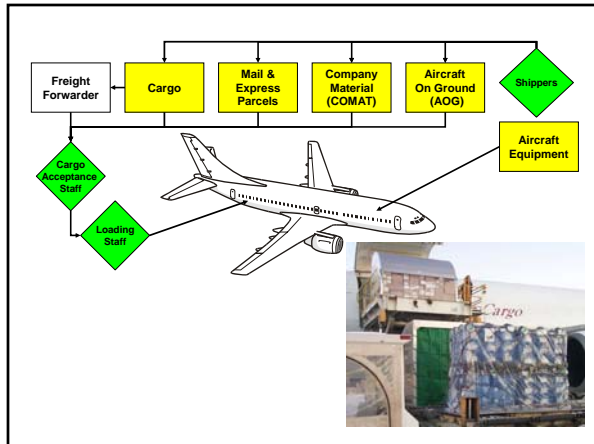 Freight
Forwarder
Cargo
Mail &
Express
Parcels
Company
Material
(COMAT)
Aircraft
On Ground
(AOG)
Shippers
Aircraft
Equipment
Cargo
Acceptance
Staff
Loading
Staff
Cargo